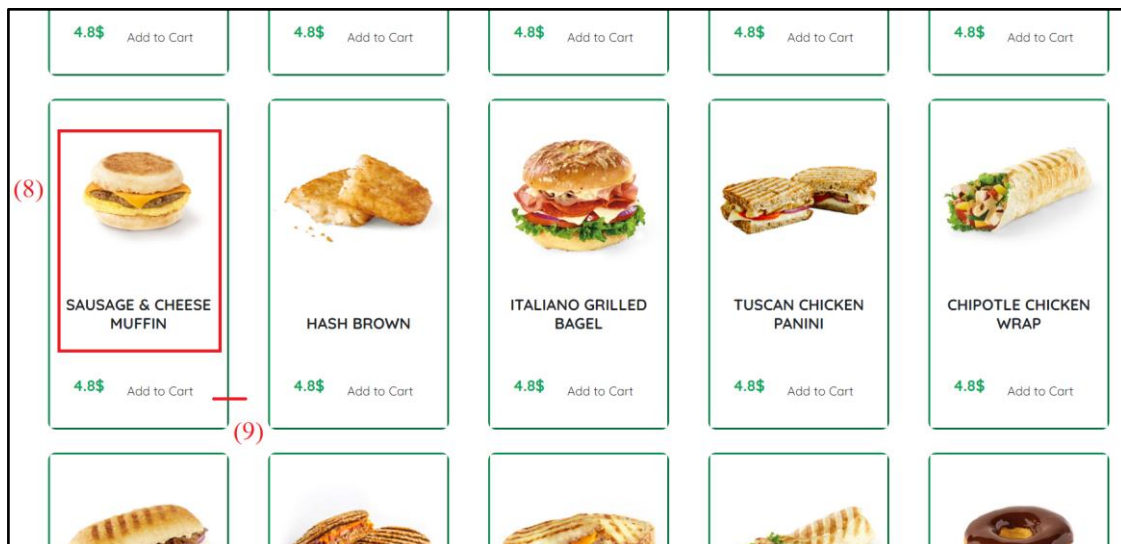 4.8$ Add to Cart 4.8$ Add to Cart 4.8$ Add to Cart 4.8$ Add to Cart 4.8$ Add to Cart
(8)
SAUSAGE & CHEESE
MUFFIN
HASH BROWN
ITALIANO GRILLED
BAGEL
TUSCAN CHICKEN
PANINI
CHIPOTLE CHICKEN
WRAP
4.8$ Add to Cart 4.8$ Add to Cart 4.8$ Add to Cart 4.8$ Add to Cart 4.8$ Add to Cart
(9)